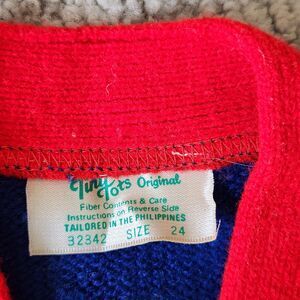 Tiny
Tots Original
Fiber Contents & Care
Instructions on Reverse Side
TAILORED IN THE PHILIPPINES
32342 SIZE 24